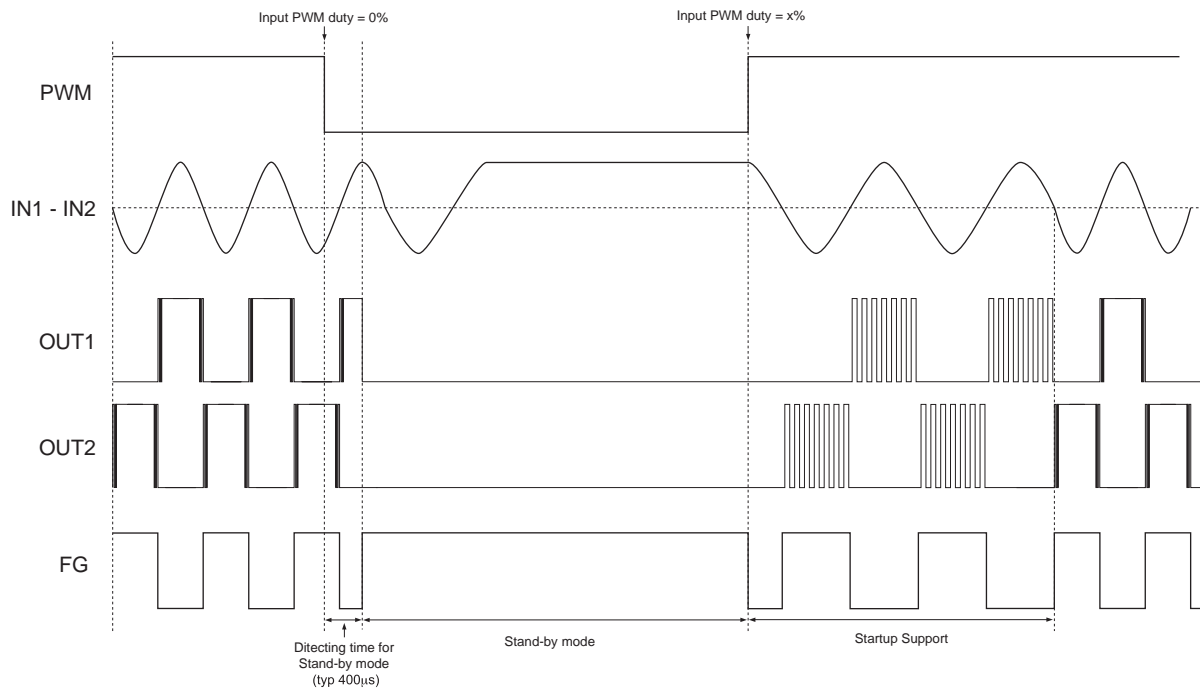 Input PWM duty = 0%
Input PWM duty = x%
PWM
IN1 - IN2
OUT1
OUT2
FG
Ditecting time for
Stand-by mode
(typ 400μs)
Stand-by mode
Startup Support